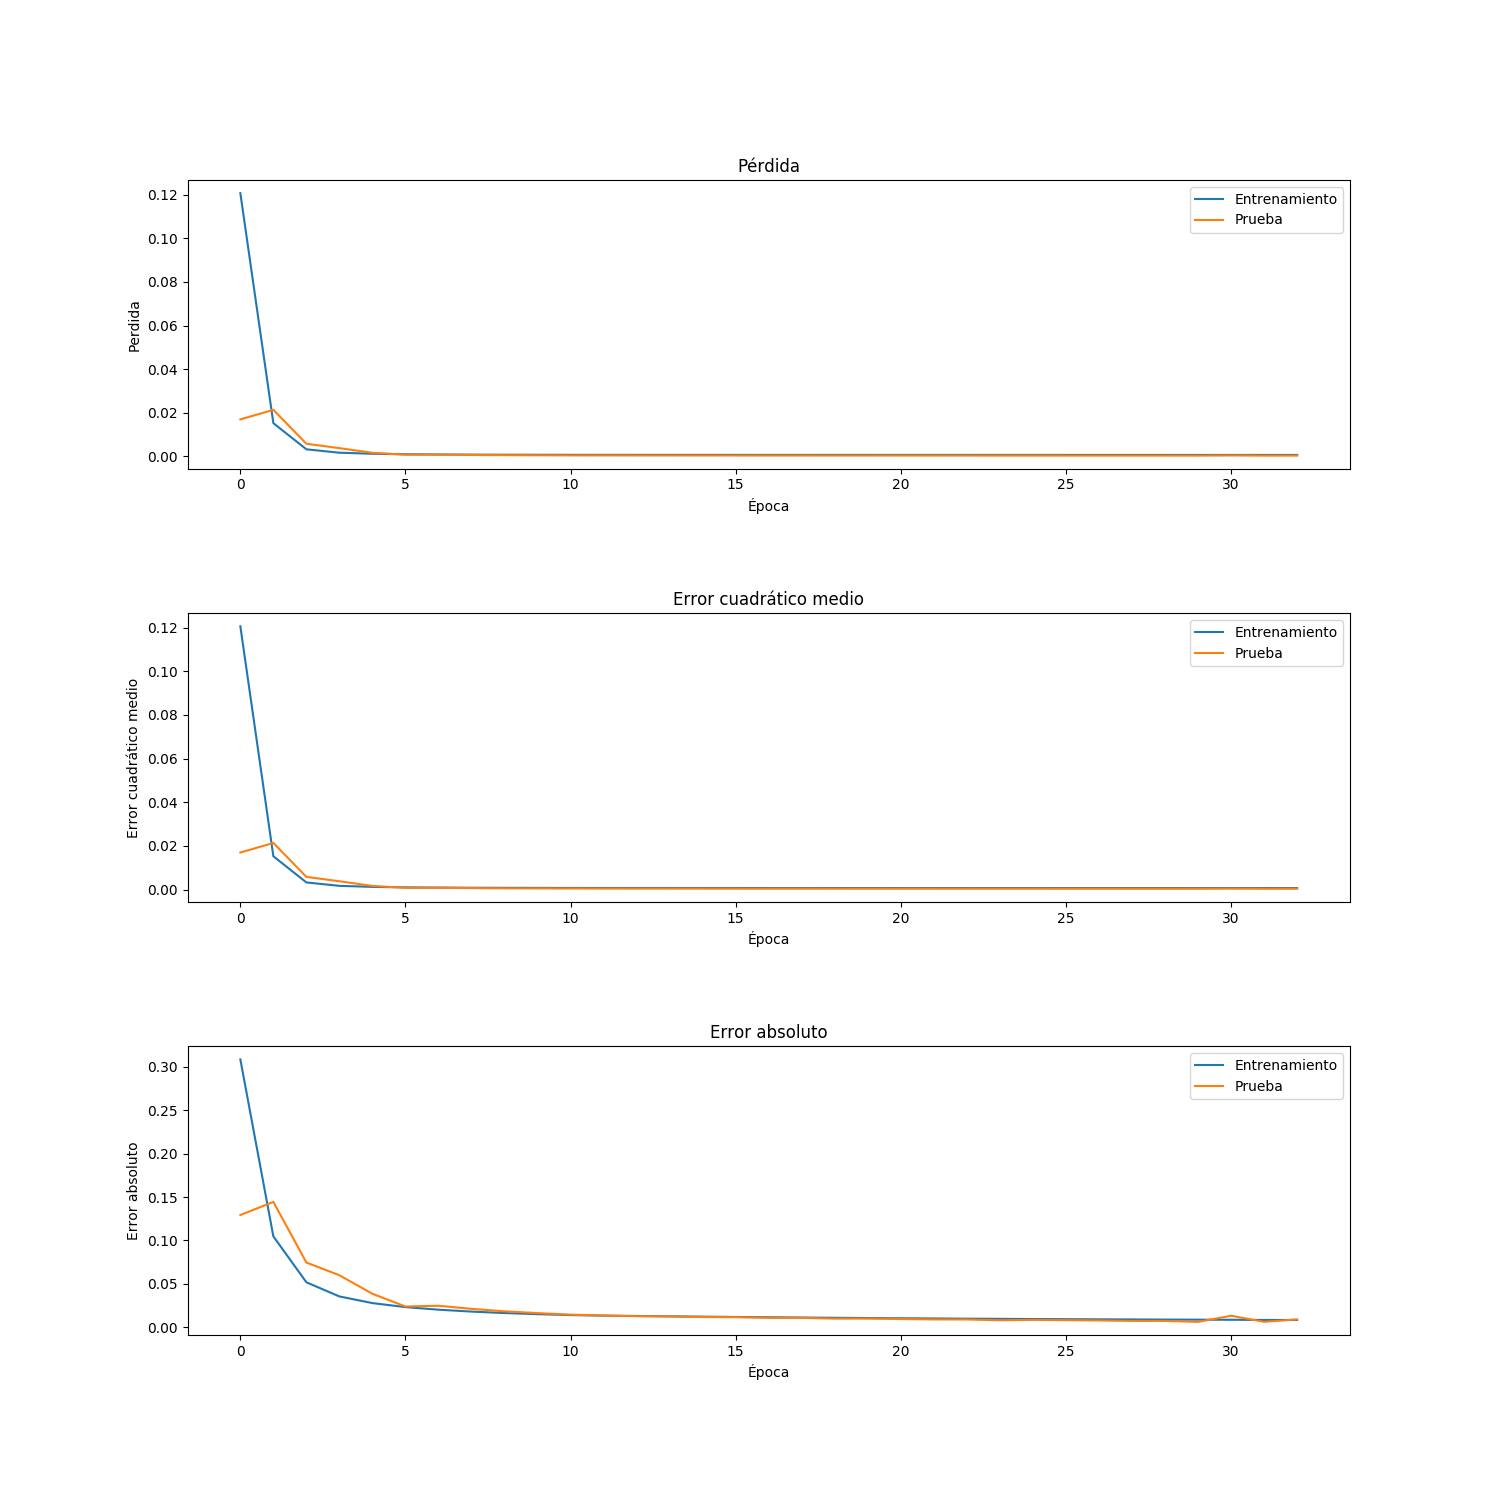 Pérdida
0.12
0.10
0.08
0.06
0.04
0.02
0.00
Perdida
Entrenamiento
Prueba
0 5 10 15 20 25 30
Época
Error cuadrático medio
0.12
0.10
0.08
0.06
0.04
0.02
0.00
Error cuadrático medio
Entrenamiento
Prueba
0 5 10 15 20 25 30
Época
Error absoluto
0.30
0.25
0.20
0.15
0.10
0.05
0.00
Error absoluto
Entrenamiento
Prueba
0 5 10 15 20 25 30
Época